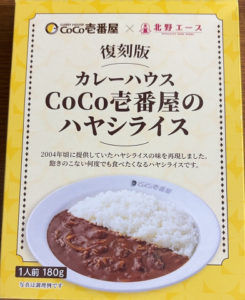 CoCo壱番屋 × 北野エース
復刻版
カレーハウス
CoCo壱番屋の
ハヤシライス
2004年頃に提供していたハヤシライスの味を再現しました。
飽きのこない何度でも食べたくなるハヤシライスです。
CoCo壱番屋
1人前 180g
写真は調理例です。